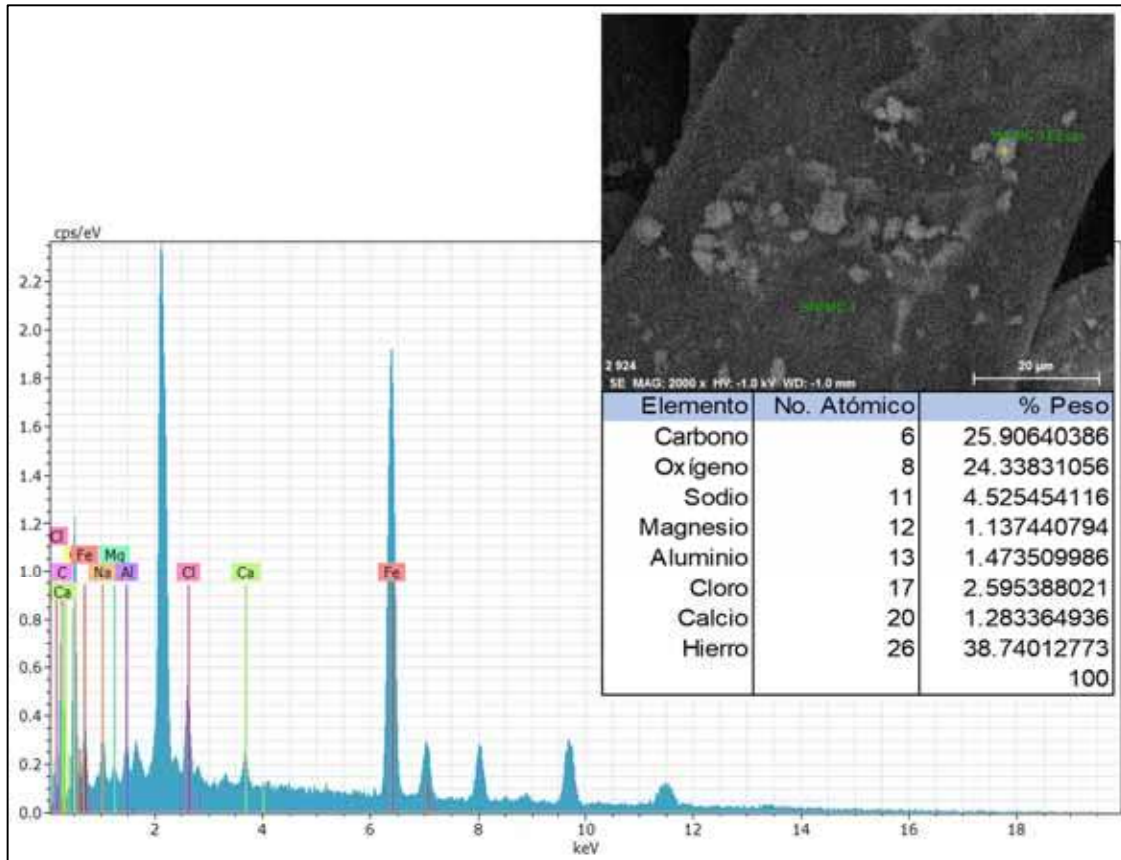 cps/eV
2.2
2.0
1.8
1.6
1.4
1.2
1.0
0.8
0.6
0.4
0.2
0.0
Cl
Fe Mg
C Na Al Cl Ca Fe
Ca
2 4 6 8 10 12 14 16 18
keV
2 924 20 µm
SE MAG: 2000 x HV: -1.0 kV WD: -1.0 mm
Elemento No. Atómico % Peso
Carbono 6 25.90640386
Oxígeno 8 24.33831056
Sodio 11 4.525454116
Magnesio 12 1.137440794
Aluminio 13 1.473509986
Cloro 17 2.595388021
Calcio 20 1.283364936
Hierro 26 38.74012773
100